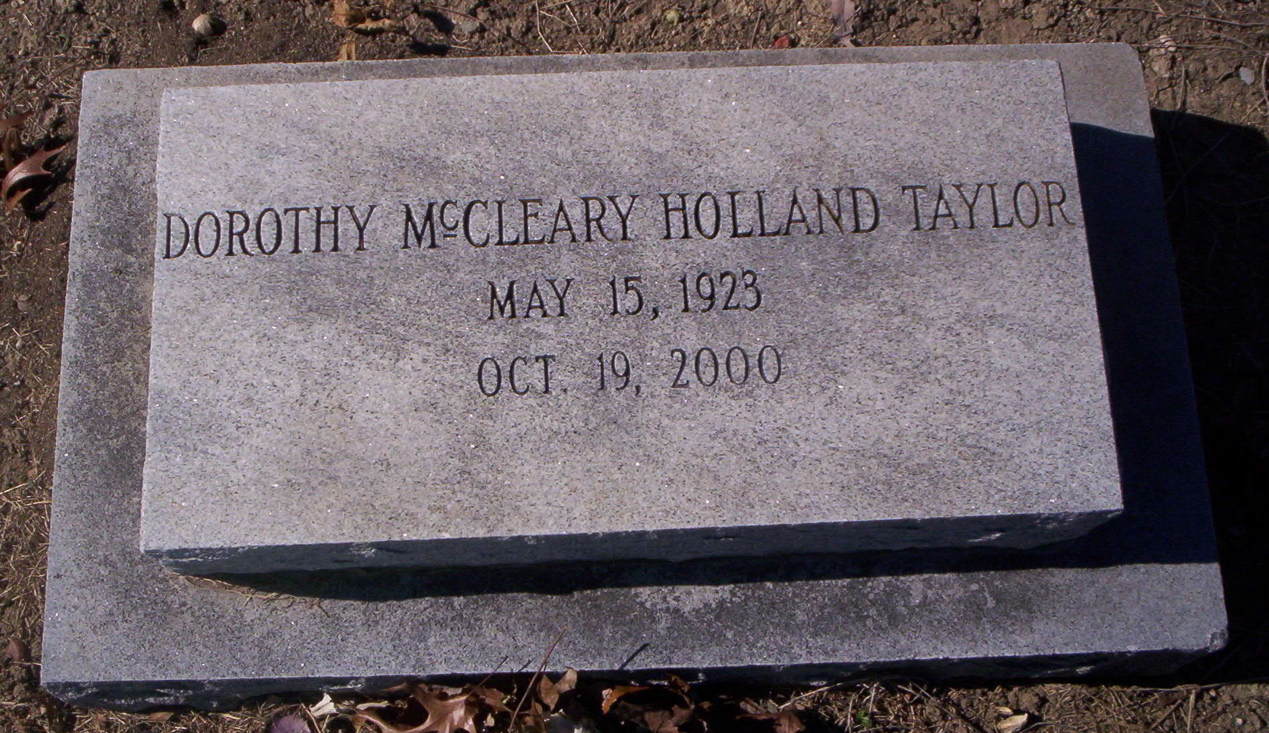 DOROTHY McCLEARY HOLLAND TAYLOR
MAY 15, 1923
OCT. 19, 2000